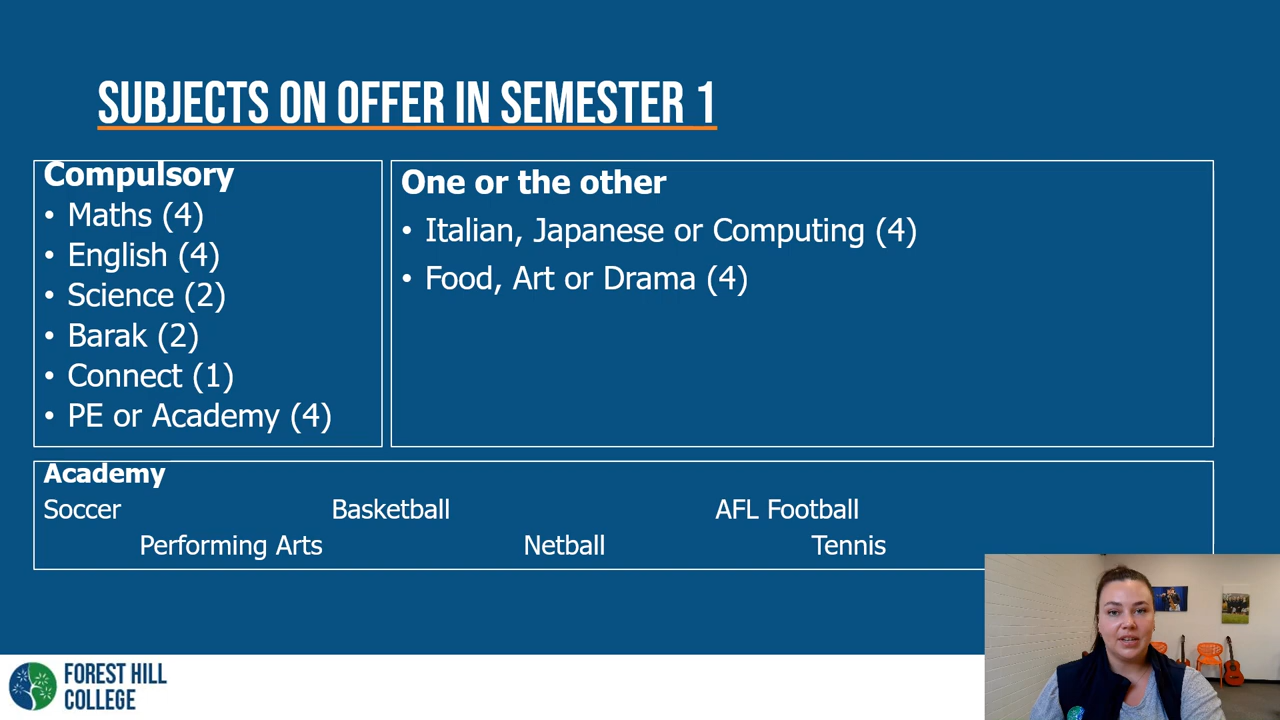 SUBJECTS ON OFFER IN SEMESTER 1
Compulsory
• Maths (4)
• English (4)
• Science (2)
• Barak (2)
• Connect (1)
• PE or Academy (4)
One or the other
• Italian, Japanese or Computing (4)
• Food, Art or Drama (4)
Academy
Soccer Basketball AFL Football
Performing Arts Netball Tennis
FOREST HILL
COLLEGE